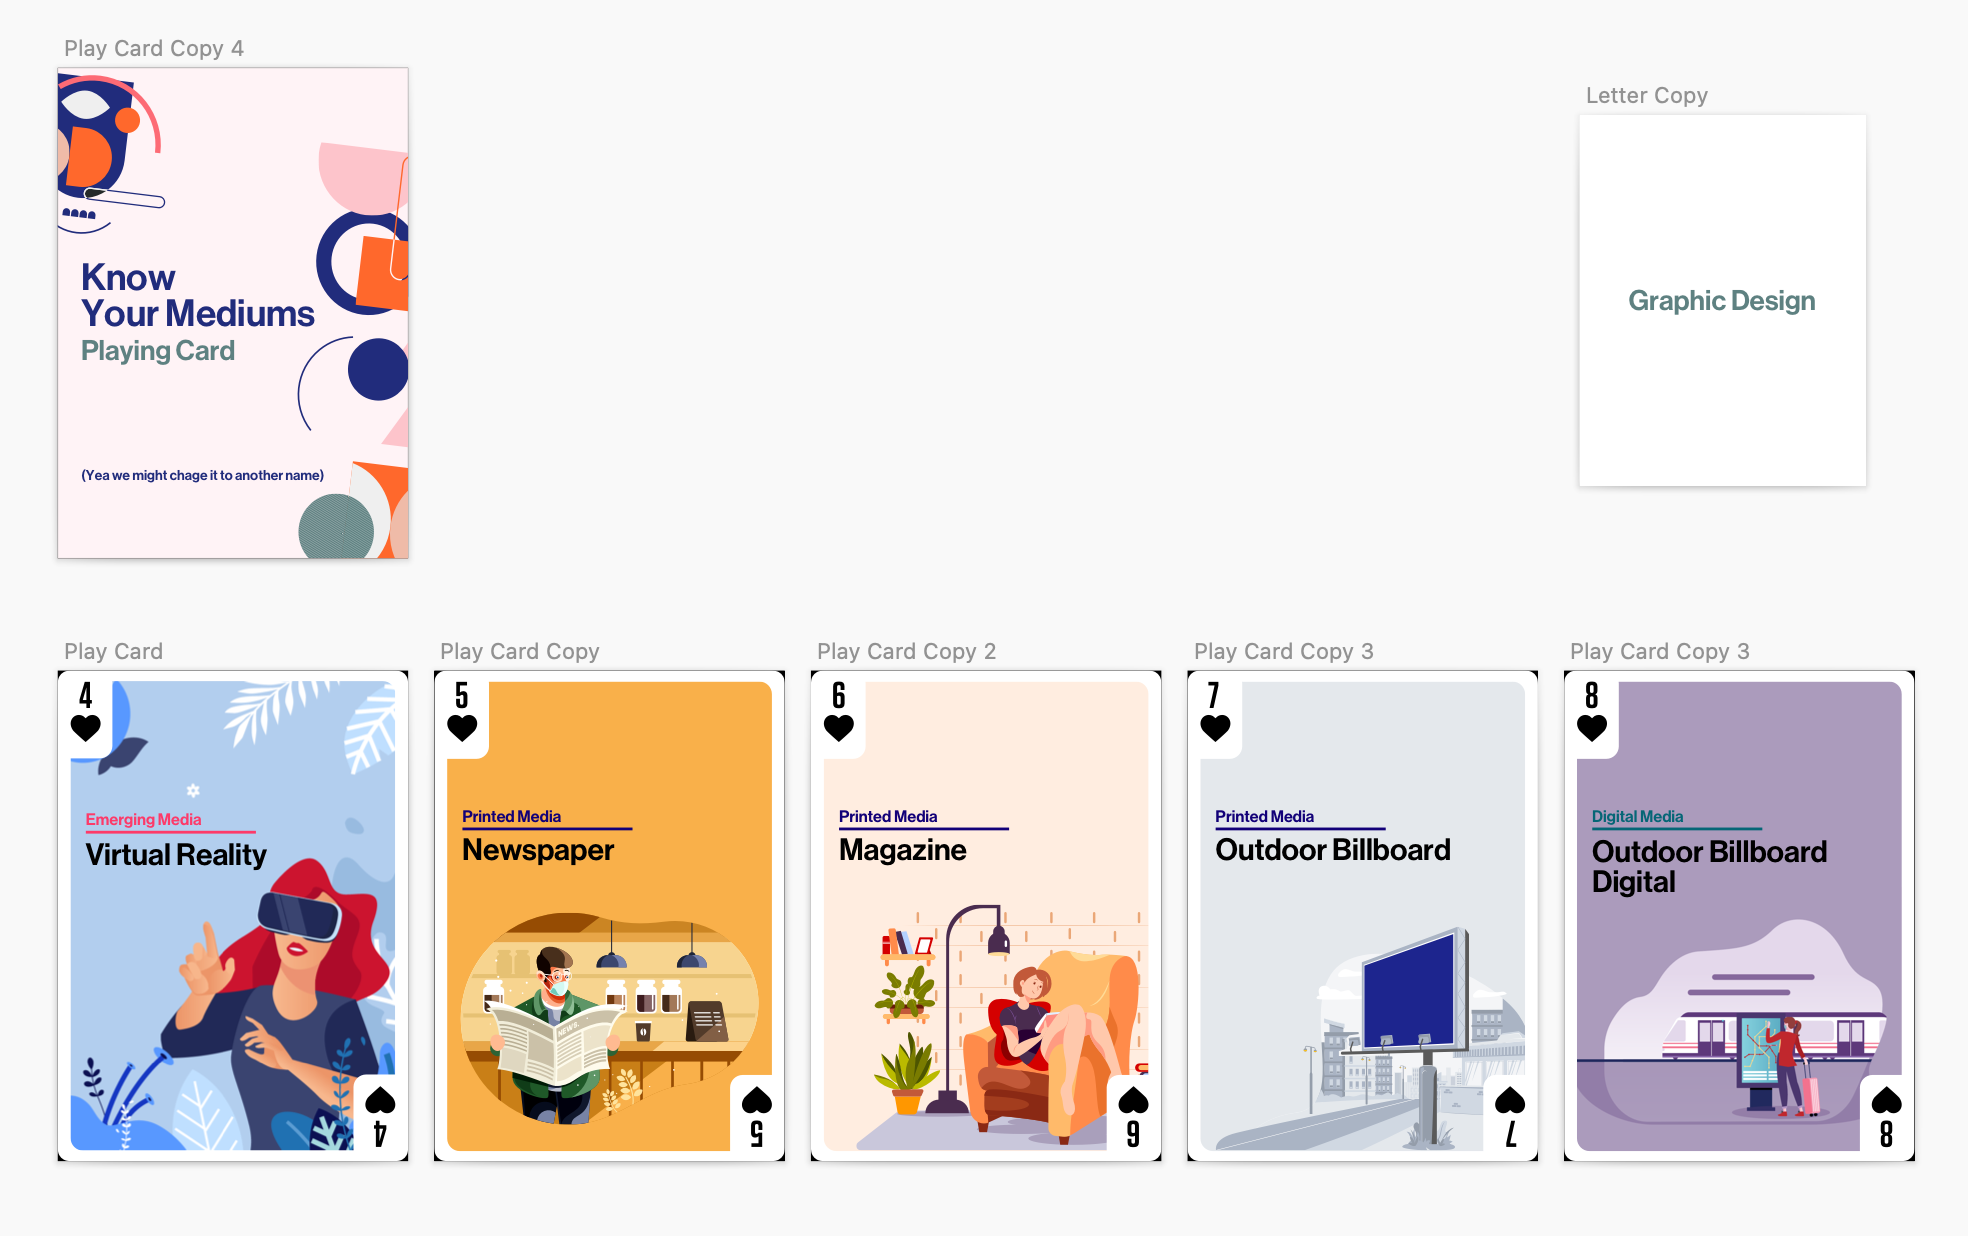 Play Card Copy 4
Know
Your Mediums
Playing Card
(Yea we might chage it to another name)
Letter Copy
Graphic Design
Play Card
4
Emerging Media
Virtual Reality
4
Play Card Copy
5
Printed Media
Newspaper
NEWS.
5
Play Card Copy 2
6
Printed Media
Magazine
6
Play Card Copy 3
7
Printed Media
Outdoor Billboard
7
Play Card Copy 3
8
Digital Media
Outdoor Billboard
Digital
8